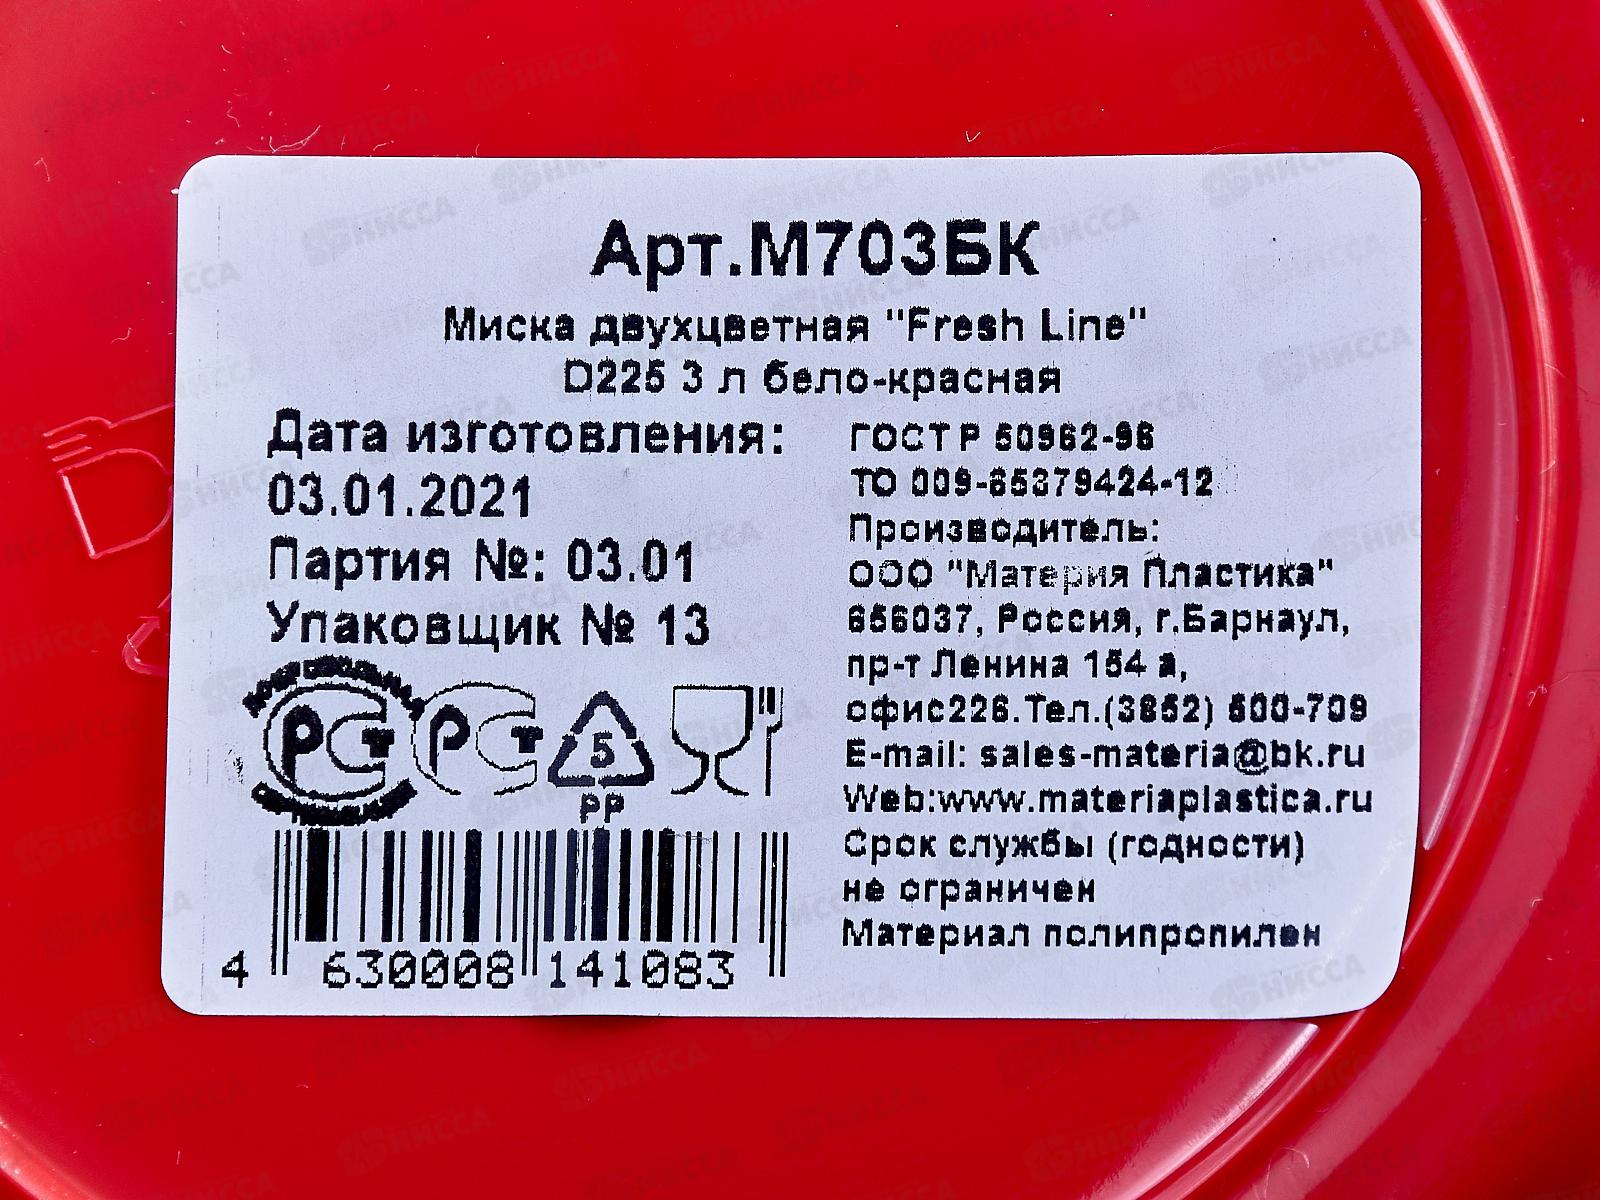 Арт.М703БК
Миска двухцветная "Fresh Line"
D225 3 л бело-красная
Дата изготовления:
03.01.2021
Партия №: 03.01
Упаковщик № 13
ГОСТ Р 50962-96
ТО 009-65379424-12
Производитель:
ООО "Материя Пластика"
656037, Россия, г.Барнаул,
пр-т Ленина 154 а,
офис226.Тел.(3852) 500-709
E-mail: sales-materia@bk.ru
Web:www.materiaplastica.ru
Срок службы (годности)
не ограничен
Материал полипропилен
РСТ РСТ 5
PP
4 630008 141083
НИССА